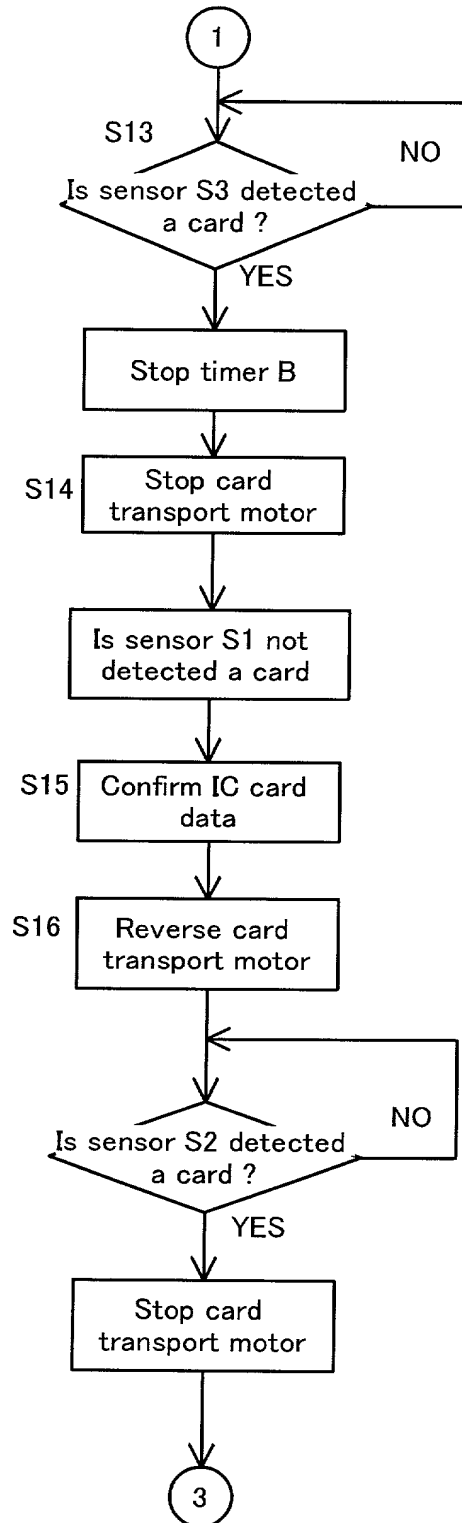 1
S13
NO
Is sensor S3 detected
a card ?
YES
Stop timer B
S14
Stop card
transport motor
Is sensor S1 not
detected a card
S15
Confirm IC card
data
S16
Reverse card
transport motor
NO
Is sensor S2 detected
a card ?
YES
Stop card
transport motor
3